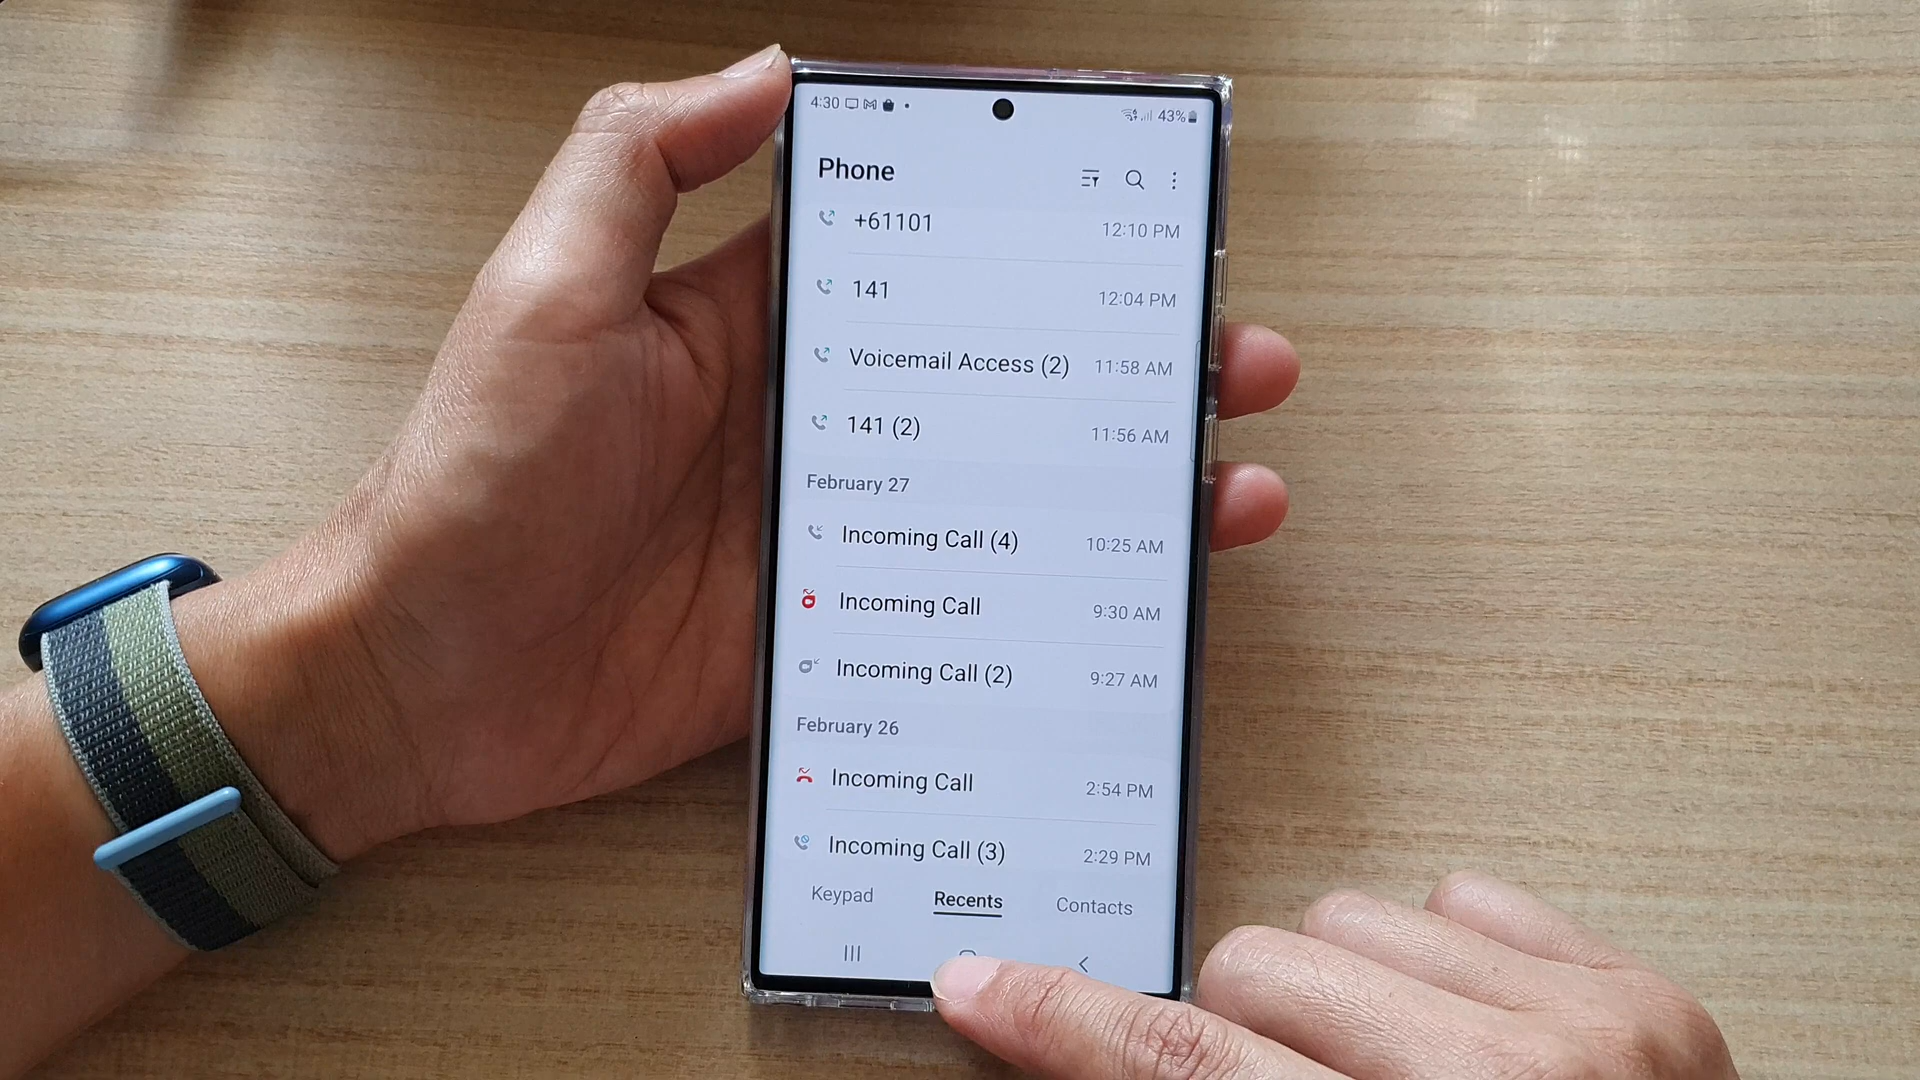 4:30 43%
Phone
+61101 12:10 PM
141 12:04 PM
Voicemail Access (2) 11:58 AM
141 (2) 11:56 AM
February 27
Incoming Call (4) 10:25 AM
Incoming Call 9:30 AM
Incoming Call (2) 9:27 AM
February 26
Incoming Call 2:54 PM
Incoming Call (3) 2:29 PM
Keypad Recents Contacts